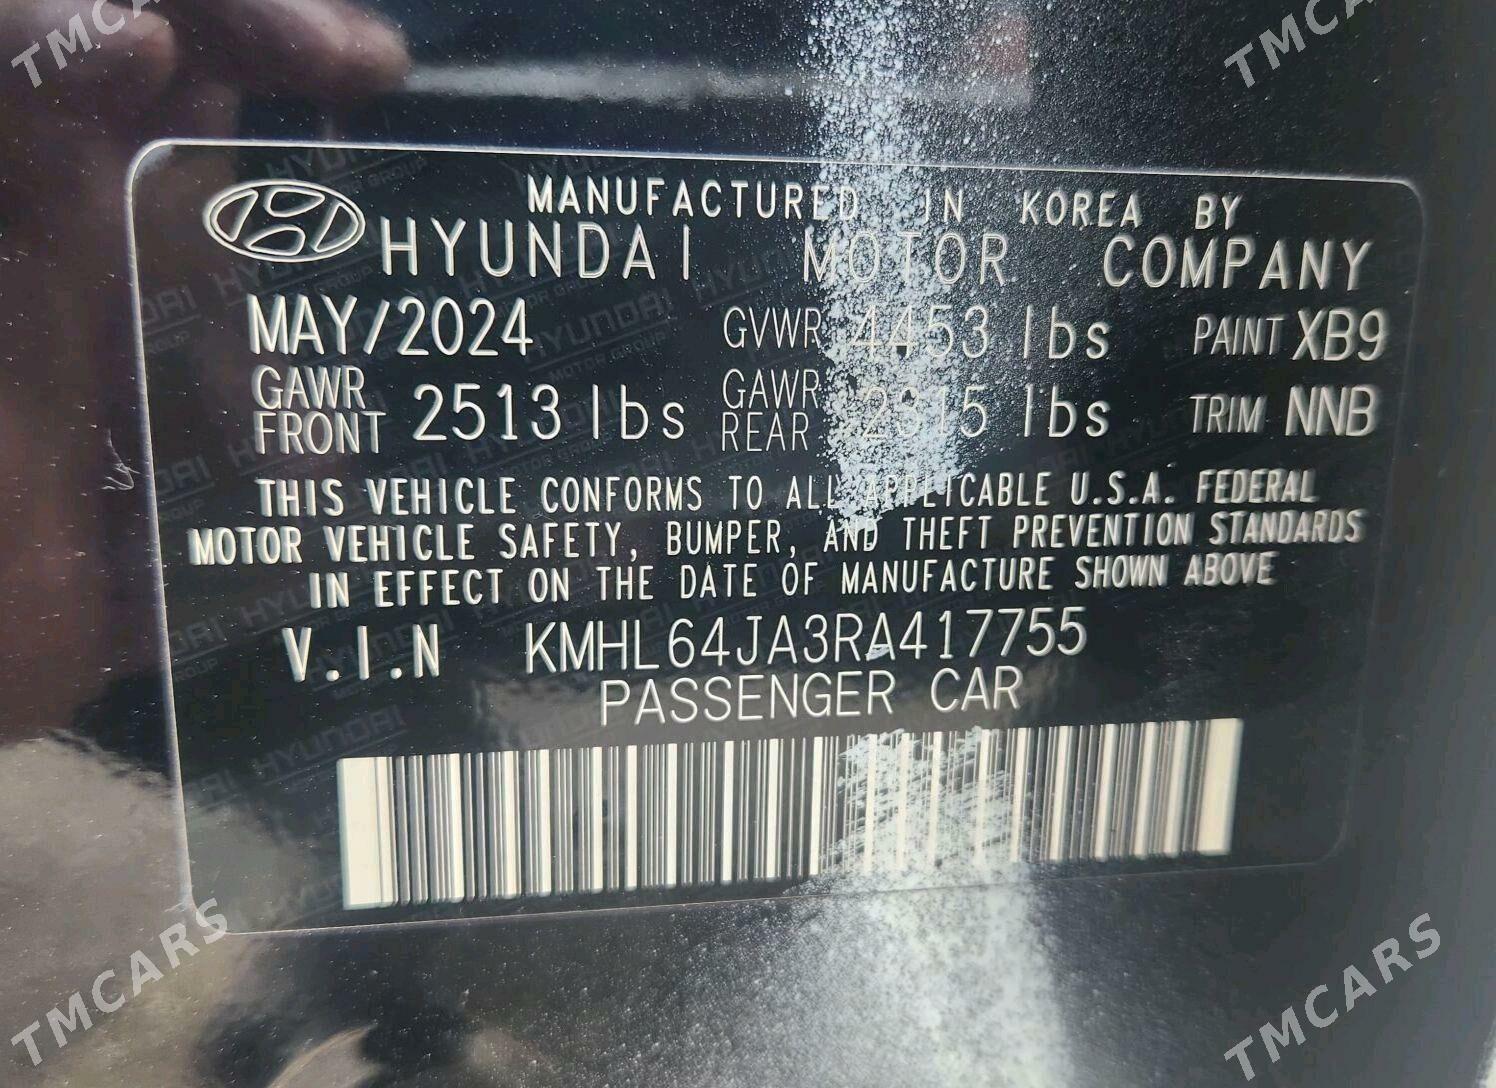 TMCARS
TMCARS
MANUFACTURED IN KOREA BY
HYUNDAI MOTOR COMPANY
MAY/2024 GVWR 4453 lbs PAINT XB9
GAWR FRONT 2513 lbs GAWR REAR 2315 lbs TRIM NNB
THIS VEHICLE CONFORMS TO ALL APPLICABLE U.S.A. FEDERAL
MOTOR VEHICLE SAFETY, BUMPER, AND THEFT PREVENTION STANDARDS
IN EFFECT ON THE DATE OF MANUFACTURE SHOWN ABOVE
V.I.N KMHL64JA3RA417755
PASSENGER CAR
TMCARS
TMCARS